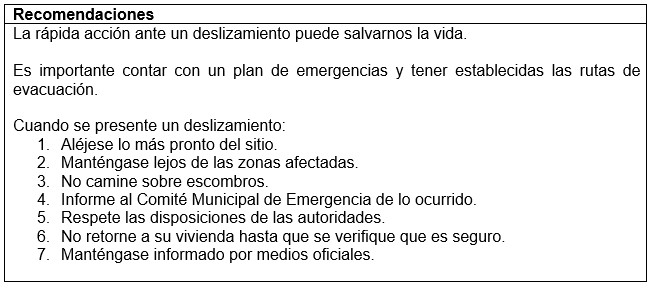 Recomendaciones
La rápida acción ante un deslizamiento puede salvarnos la vida.
Es importante contar con un plan de emergencias y tener establecidas las rutas de
evacuación.
Cuando se presente un deslizamiento:
1. Aléjese lo más pronto del sitio.
2. Manténgase lejos de las zonas afectadas.
3. No camine sobre escombros.
4. Informe al Comité Municipal de Emergencia de lo ocurrido.
5. Respete las disposiciones de las autoridades.
6. No retorne a su vivienda hasta que se verifique que es seguro.
7. Manténgase informado por medios oficiales.